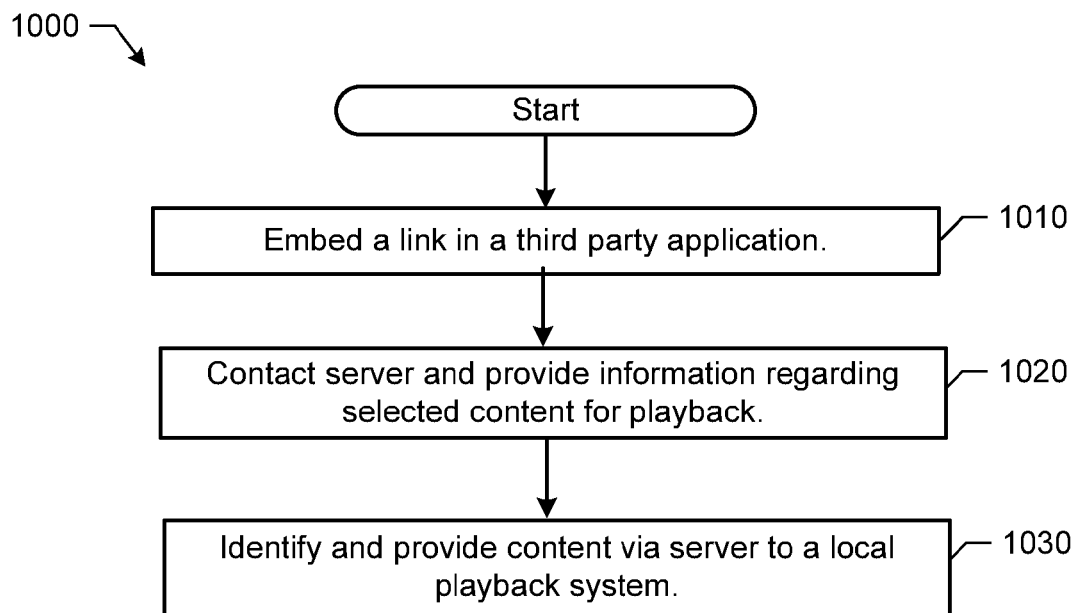 1000
Start
Embed a link in a third party application.
1010
Contact server and provide information regarding
selected content for playback.
1020
Identify and provide content via server to a local
playback system.
1030